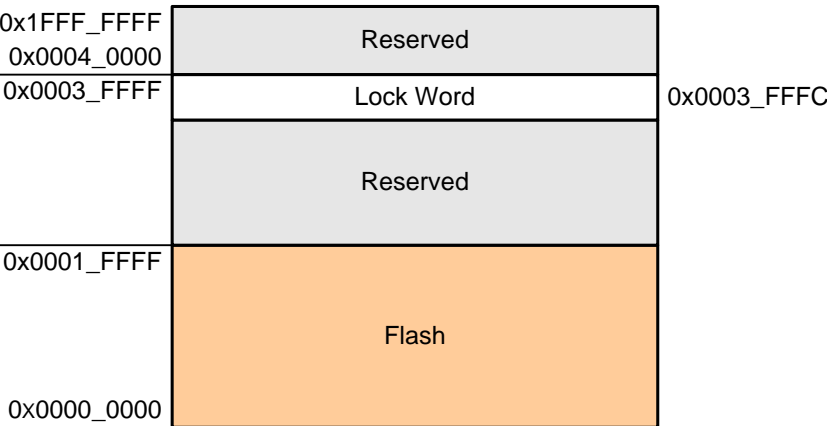 0x1FFF_FFFF
Reserved
0x0004_0000
0x0003_FFFF
Lock Word
0x0003_FFFC
Reserved
0x0001_FFFF
Flash
0x0000_0000